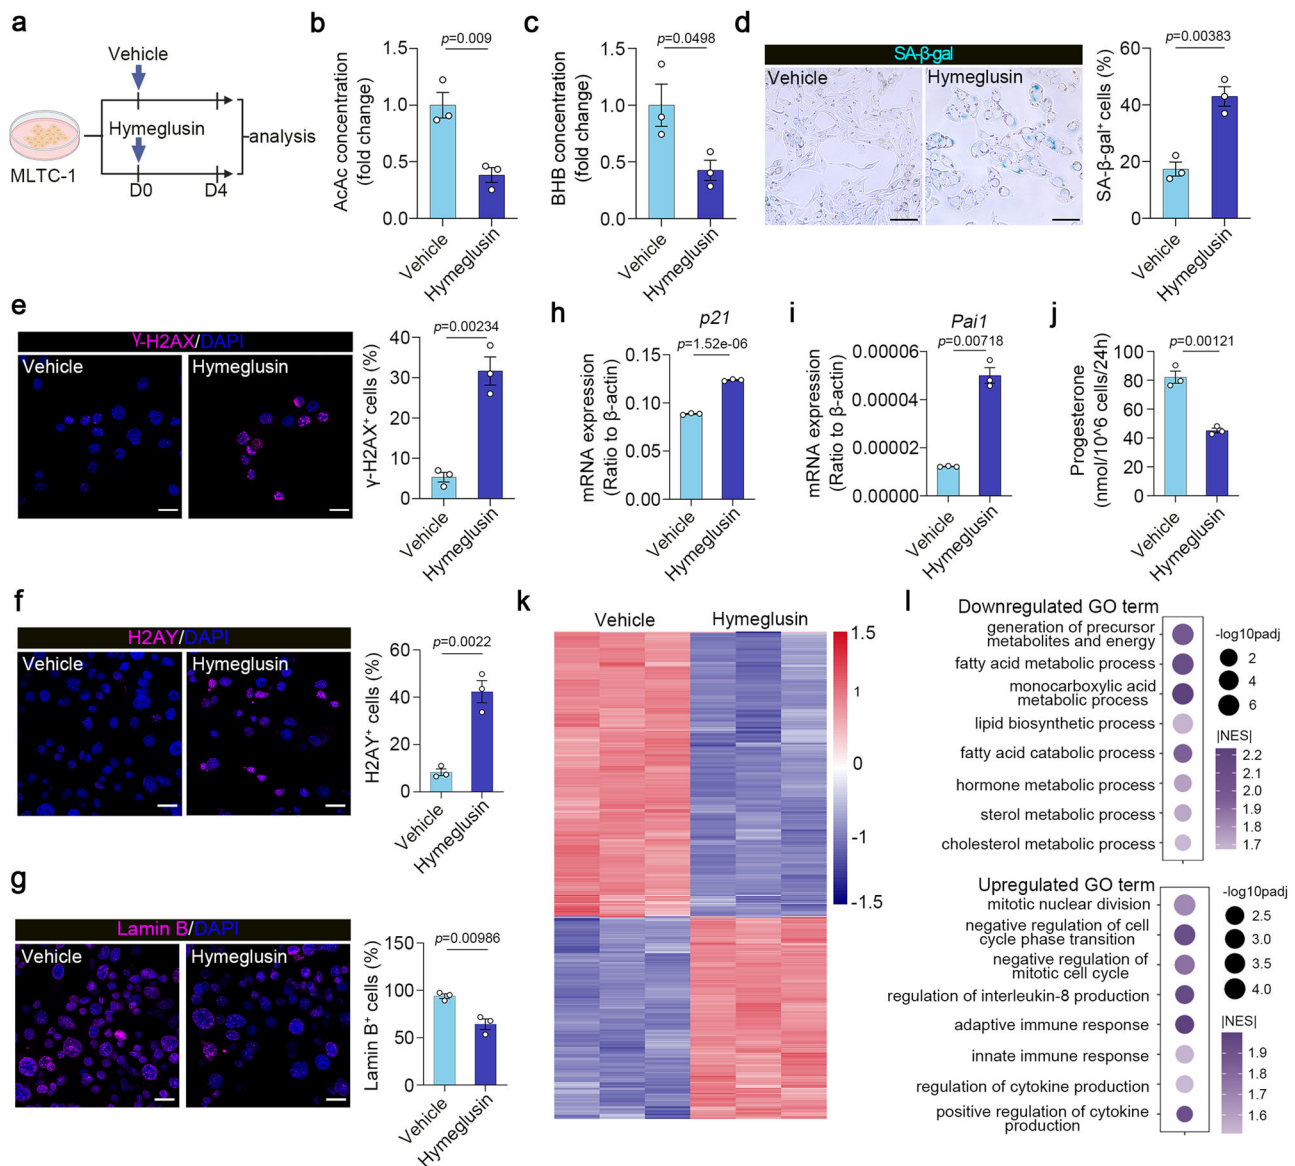 a
Vehicle
Hymeglusin
MLTC-1
D0
D4
analysis
b
p=0.009
AcAc concentration
(fold change)
1.5
1.0
0.5
0.0
Vehicle
Hymeglusin
c
p=0.0498
BHB concentration
(fold change)
1.5
1.0
0.5
0.0
Vehicle
Hymeglusin
d
SA-β-gal
Vehicle
Hymeglusin
p=0.00383
SA-β-gal⁺ cells (%)
60
40
20
0
Vehicle
Hymeglusin
e
γ-H2AX/DAPI
Vehicle
Hymeglusin
p=0.00234
γ-H2AX⁺ cells (%)
40
30
20
10
0
Vehicle
Hymeglusin
h
p21
p=1.52e-06
mRNA expression
(Ratio to β-actin)
0.15
0.10
0.05
0.00
Vehicle
Hymeglusin
i
Pai1
p=0.00718
mRNA expression
(Ratio to β-actin)
0.00006
0.00004
0.00002
0.00000
Vehicle
Hymeglusin
j
p=0.00121
Progesterone
(nmol/10^6 cells/24h)
100
80
60
40
20
0
Vehicle
Hymeglusin
f
H2AY/DAPI
Vehicle
Hymeglusin
p=0.0022
H2AY⁺ cells (%)
60
40
20
0
Vehicle
Hymeglusin
g
Lamin B/DAPI
Vehicle
Hymeglusin
p=0.00986
Lamin B⁺ cells (%)
150
100
50
0
Vehicle
Hymeglusin
k
Vehicle
Hymeglusin
1.5
1
0
-1
-1.5
l
Downregulated GO term
generation of precursor
metabolites and energy
fatty acid metabolic process
monocarboxylic acid
metabolic process
lipid biosynthetic process
fatty acid catabolic process
hormone metabolic process
sterol metabolic process
cholesterol metabolic process
-log10padj
2
4
6
|NES|
2.2
2.1
2.0
1.9
1.8
1.7
Upregulated GO term
mitotic nuclear division
negative regulation of cell
cycle phase transition
negative regulation of
mitotic cell cycle
regulation of interleukin-8 production
adaptive immune response
innate immune response
regulation of cytokine production
positive regulation of cytokine
production
-log10padj
2.5
3.0
3.5
4.0
|NES|
1.9
1.8
1.7
1.6